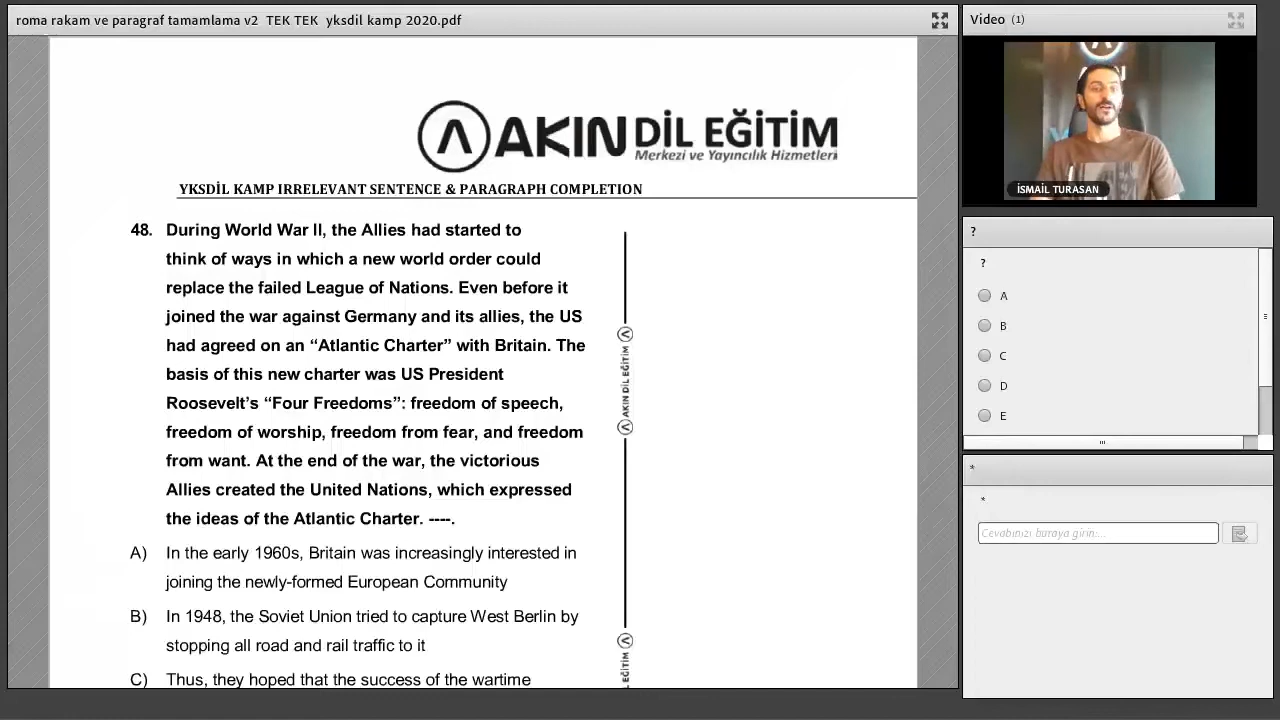 roma rakam ve paragraf tamamlama v2 TEK TEK yksdil kamp 2020.pdf
AKIN DİL EĞİTİM
Merkezi ve Yayıncılık Hizmetleri
YKSDİL KAMP IRRELEVANT SENTENCE & PARAGRAPH COMPLETION
48. During World War II, the Allies had started to
think of ways in which a new world order could
replace the failed League of Nations. Even before it
joined the war against Germany and its allies, the US
had agreed on an “Atlantic Charter” with Britain. The
basis of this new charter was US President
Roosevelt’s “Four Freedoms”: freedom of speech,
freedom of worship, freedom from fear, and freedom
from want. At the end of the war, the victorious
Allies created the United Nations, which expressed
the ideas of the Atlantic Charter. ----.
A) In the early 1960s, Britain was increasingly interested in
joining the newly-formed European Community
B) In 1948, the Soviet Union tried to capture West Berlin by
stopping all road and rail traffic to it
C) Thus, they hoped that the success of the wartime
AKIN DİL EĞİTİM
EĞİTİM
Video (1)
İSMAİL TURASAN
?
?
A
B
C
D
E
*
*
Cevabınızı buraya girin:...